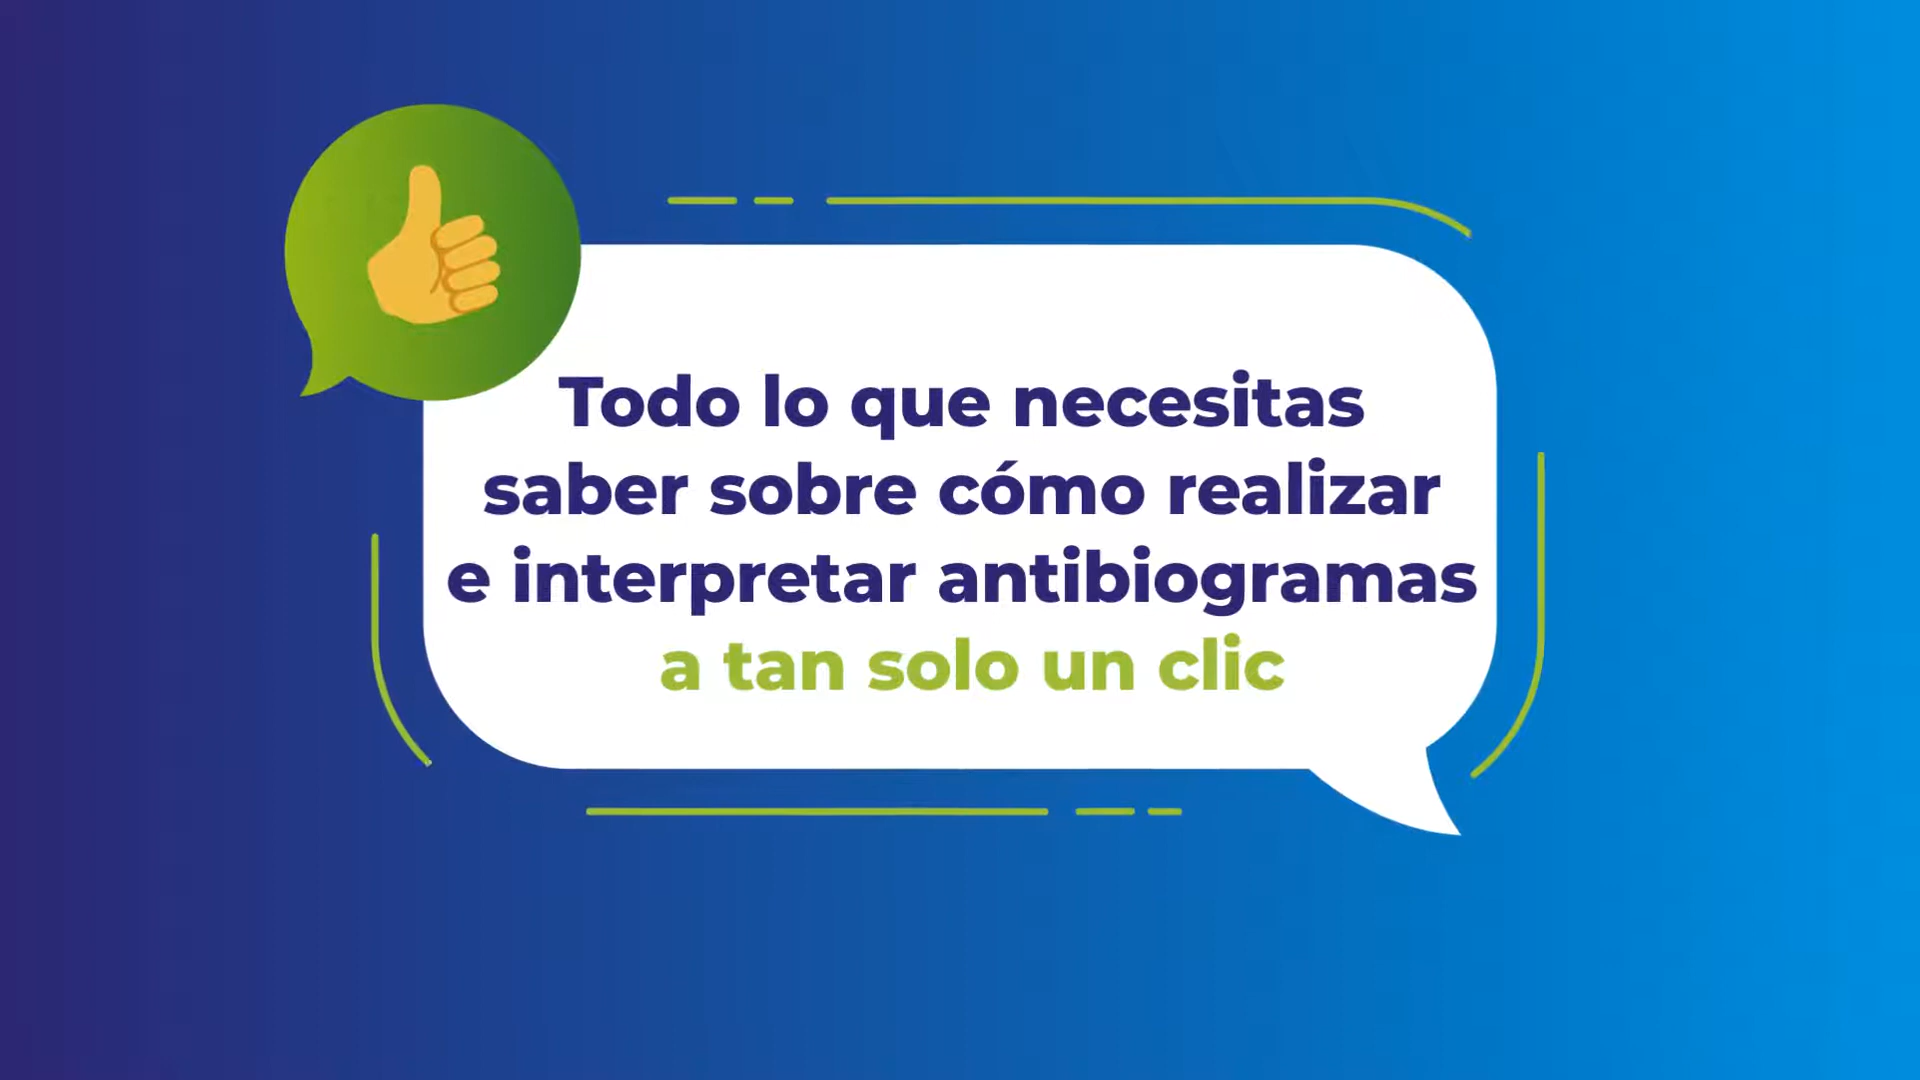 Todo lo que necesitas
saber sobre cómo realizar
e interpretar antibiogramas
a tan solo un clic